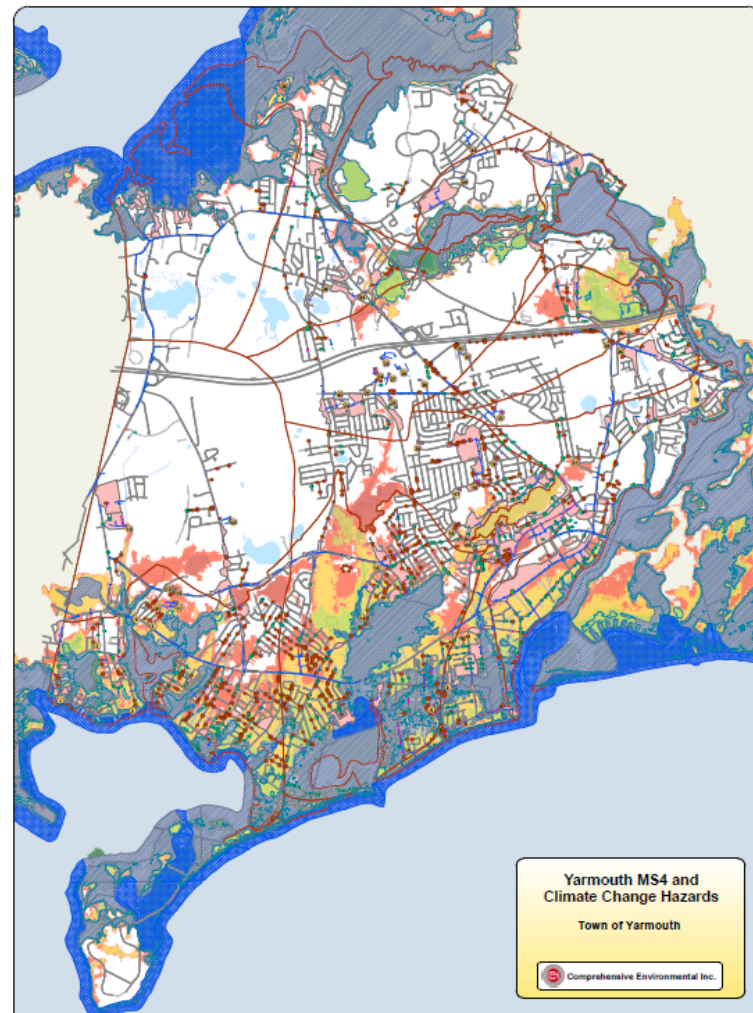 Yarmouth MS4 and
Climate Change Hazards
Town of Yarmouth
Comprehensive Environmental Inc.